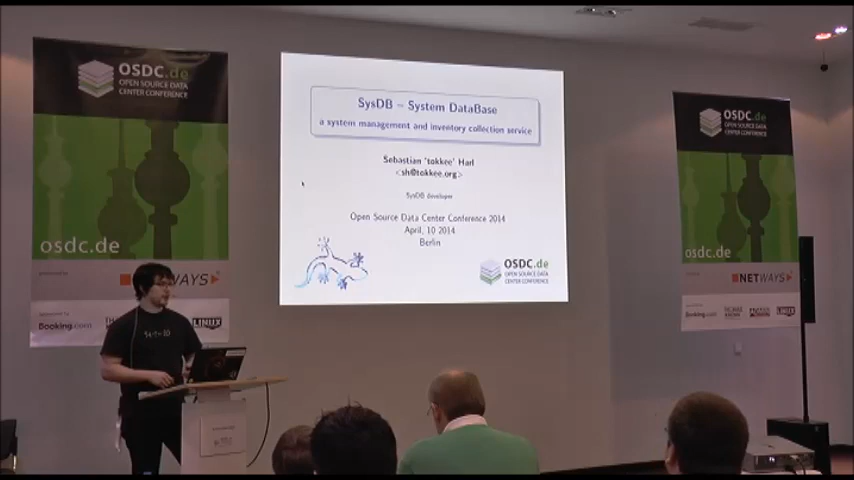 OSDC.de
OPEN SOURCE DATA
CENTER CONFERENCE
osdc.de
NETWAYS
Booking.com
LINUX
SysDB – System DataBase
a system management and inventory collection service
Sebastian 'tokkee' Harl
<sh@tokkee.org>
SysDB developer
Open Source Data Center Conference 2014
April, 10 2014
Berlin
OSDC.de
OPEN SOURCE DATA
CENTER CONFERENCE
OSDC.de
OPEN SOURCE DATA
CENTER CONFERENCE
osdc.de
NETWAYS
Booking.com
LINUX